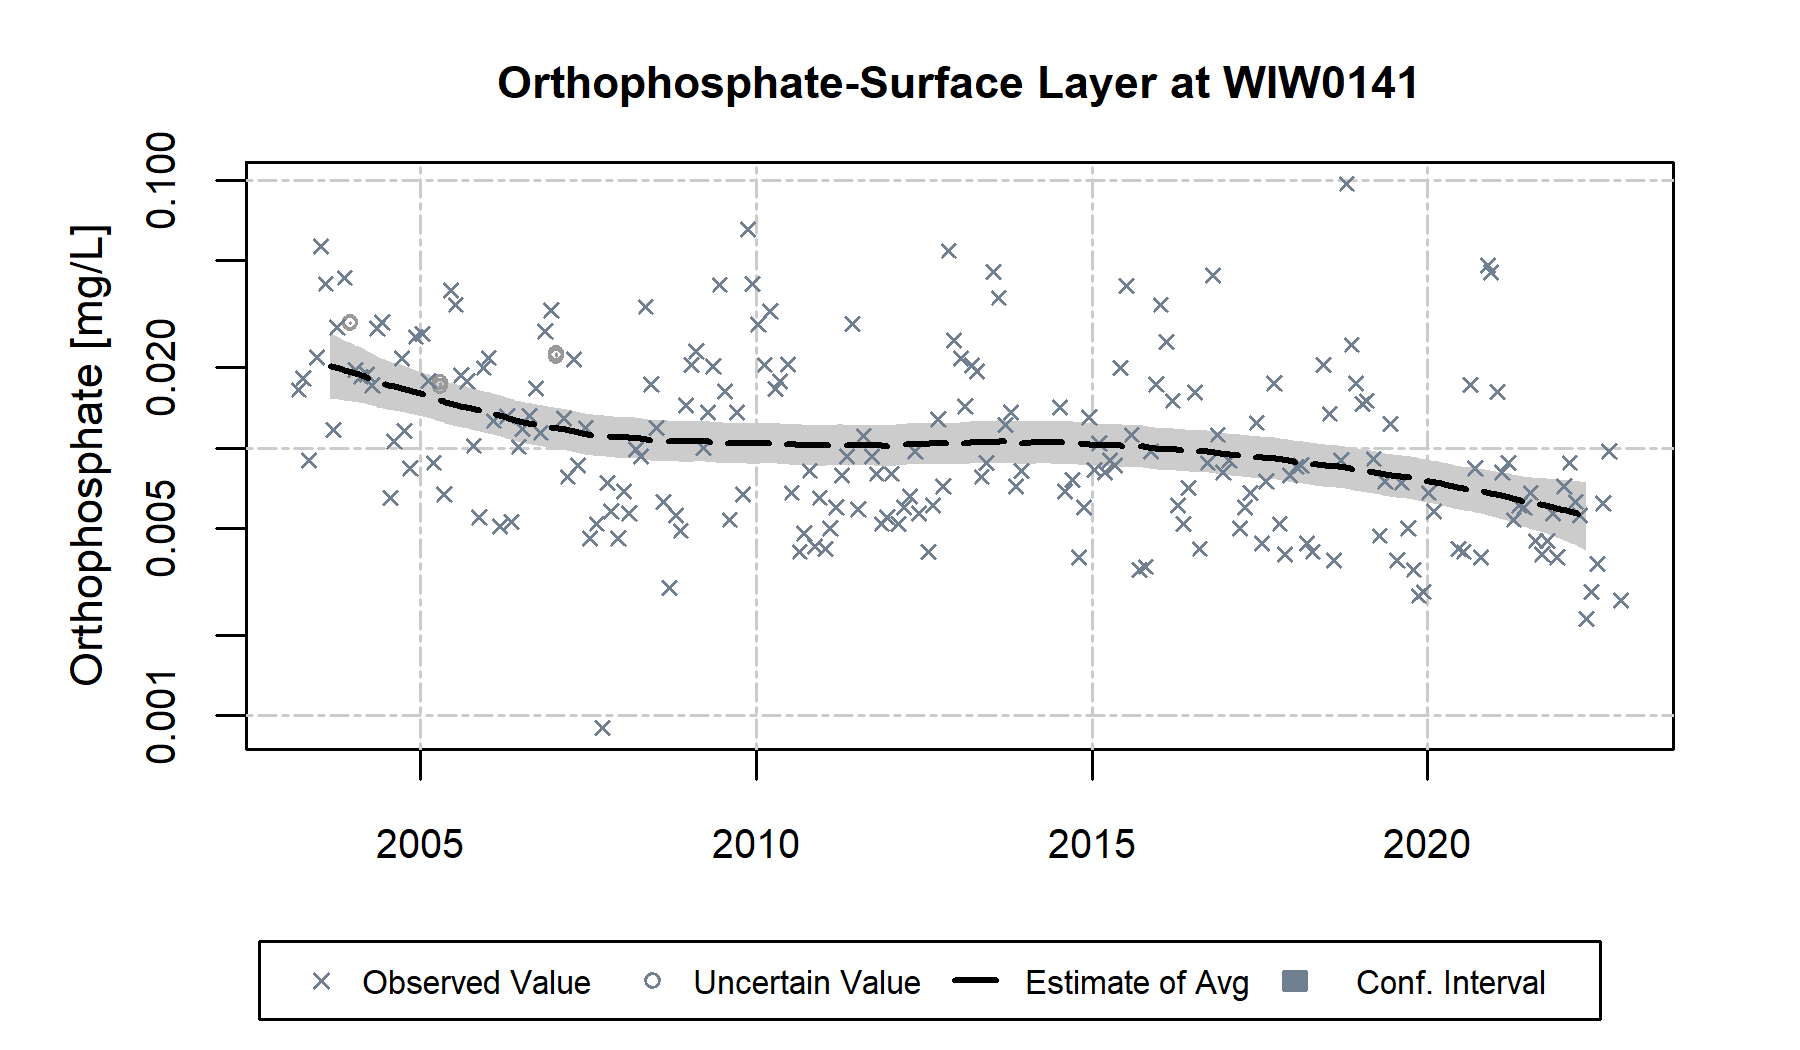 Orthophosphate-Surface Layer at WIW0141
Orthophosphate [mg/L]
0.100
0.020
0.005
0.001
2005 2010 2015 2020
Observed Value Uncertain Value Estimate of Avg Conf. Interval